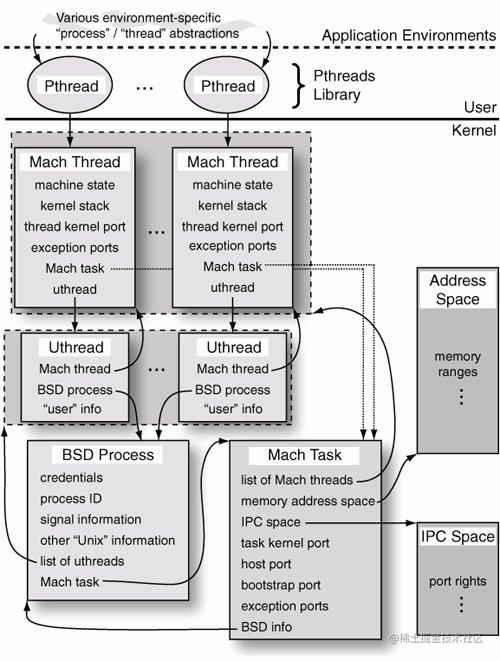 Various environment-specific
“process” / “thread” abstractions
Application Environments
Pthread
...
Pthread
Pthreads
Library
User
Kernel
Mach Thread
machine state
kernel stack
thread kernel port
exception ports
Mach task
uthread
...
Mach Thread
machine state
kernel stack
thread kernel port
exception ports
Mach task
uthread
Uthread
Mach thread
BSD process
“user” info
...
Uthread
Mach thread
BSD process
“user” info
Address
Space
memory
ranges
BSD Process
credentials
process ID
signal information
other “Unix” information
list of uthreads
Mach task
Mach Task
list of Mach threads
memory address space
IPC space
task kernel port
host port
bootstrap port
exception ports
BSD info
IPC Space
port rights
@稀土掘金技术社区